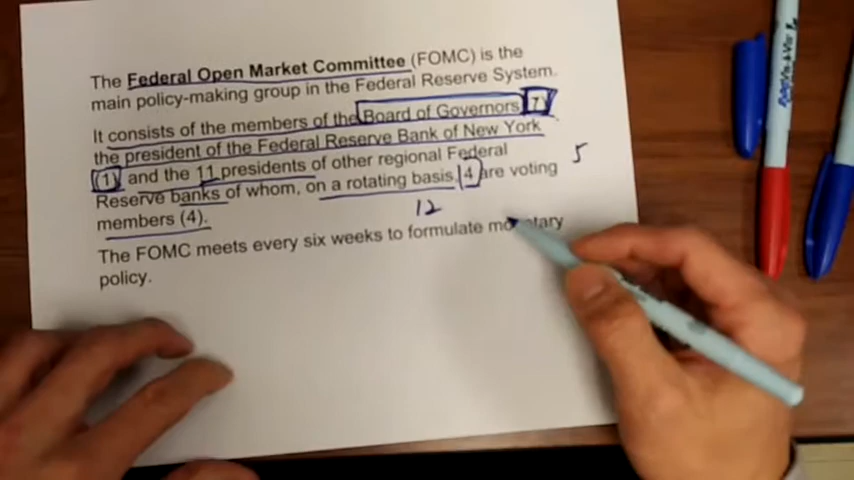 The Federal Open Market Committee (FOMC) is the
main policy-making group in the Federal Reserve System.
It consists of the members of the Board of Governors (7)
the president of the Federal Reserve Bank of New York
(1) and the 11 presidents of other regional Federal
Reserve banks of whom, on a rotating basis, 4 are voting 5
members (4).
12
The FOMC meets every six weeks to formulate monetary
policy.